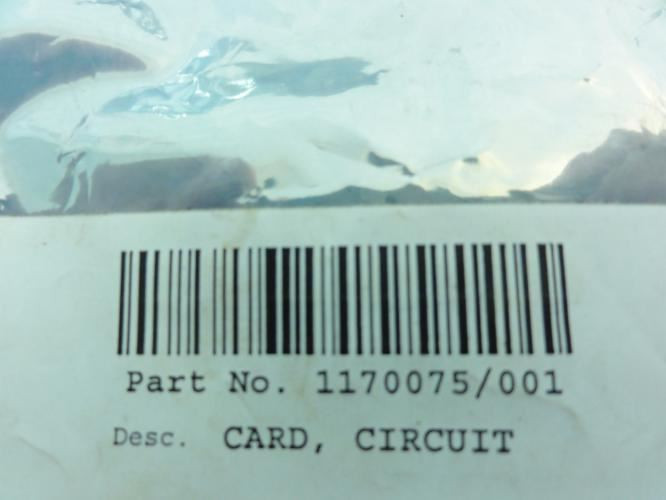 Part No. 1170075/001
Desc. CARD, CIRCUIT